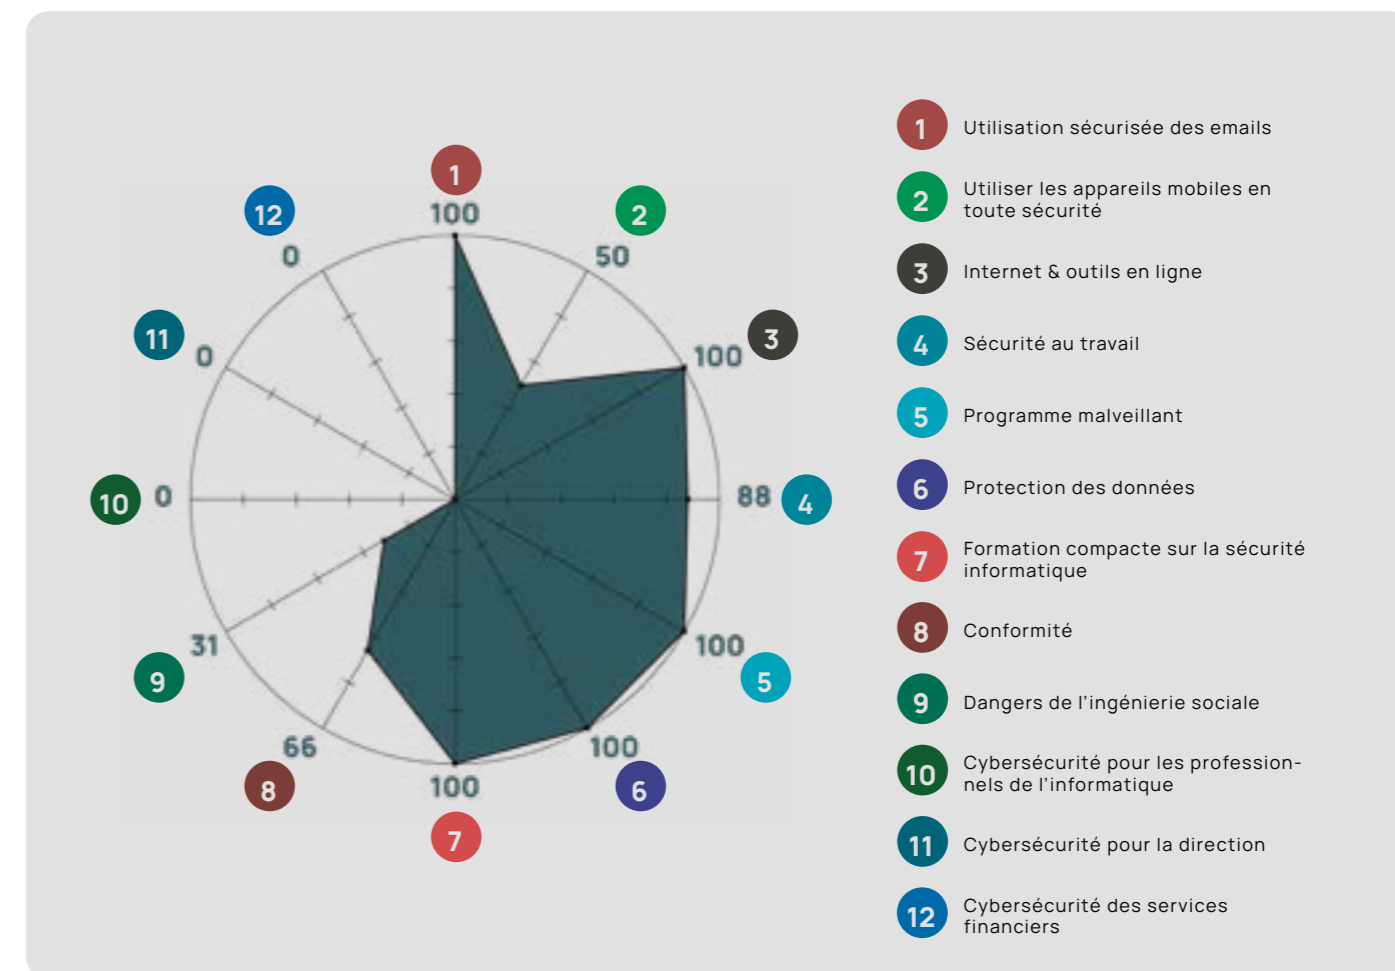 1
12
100
2
0
50
11
0
100
3
10
0
88
4
31
100
9
5
66
100
8
100
6
7
1 Utilisation sécurisée des emails
2 Utiliser les appareils mobiles en
toute sécurité
3 Internet & outils en ligne
4 Sécurité au travail
5 Programme malveillant
6 Protection des données
7 Formation compacte sur la sécurité
informatique
8 Conformité
9 Dangers de l’ingénierie sociale
10 Cybersécurité pour les profession-
nels de l’informatique
11 Cybersécurité pour la direction
12 Cybersécurité des services
financiers